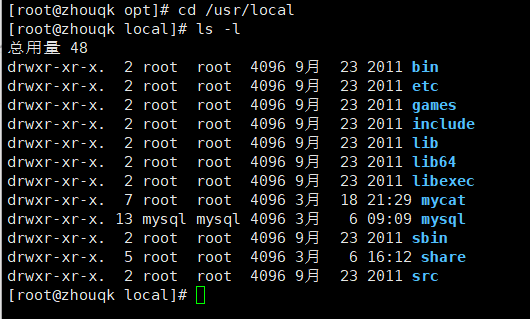 [root@zhouqk opt]# cd /usr/local
[root@zhouqk local]# ls -l
总用量 48
drwxr-xr-x.  2 root  root  4096 9月  23 2011 bin
drwxr-xr-x.  2 root  root  4096 9月  23 2011 etc
drwxr-xr-x.  2 root  root  4096 9月  23 2011 games
drwxr-xr-x.  2 root  root  4096 9月  23 2011 include
drwxr-xr-x.  2 root  root  4096 9月  23 2011 lib
drwxr-xr-x.  2 root  root  4096 9月  23 2011 lib64
drwxr-xr-x.  2 root  root  4096 9月  23 2011 libexec
drwxr-xr-x.  7 root  root  4096 3月  18 21:29 mycat
drwxr-xr-x. 13 mysql mysql 4096 3月   6 09:09 mysql
drwxr-xr-x.  2 root  root  4096 9月  23 2011 sbin
drwxr-xr-x.  5 root  root  4096 3月   6 16:12 share
drwxr-xr-x.  2 root  root  4096 9月  23 2011 src
[root@zhouqk local]#